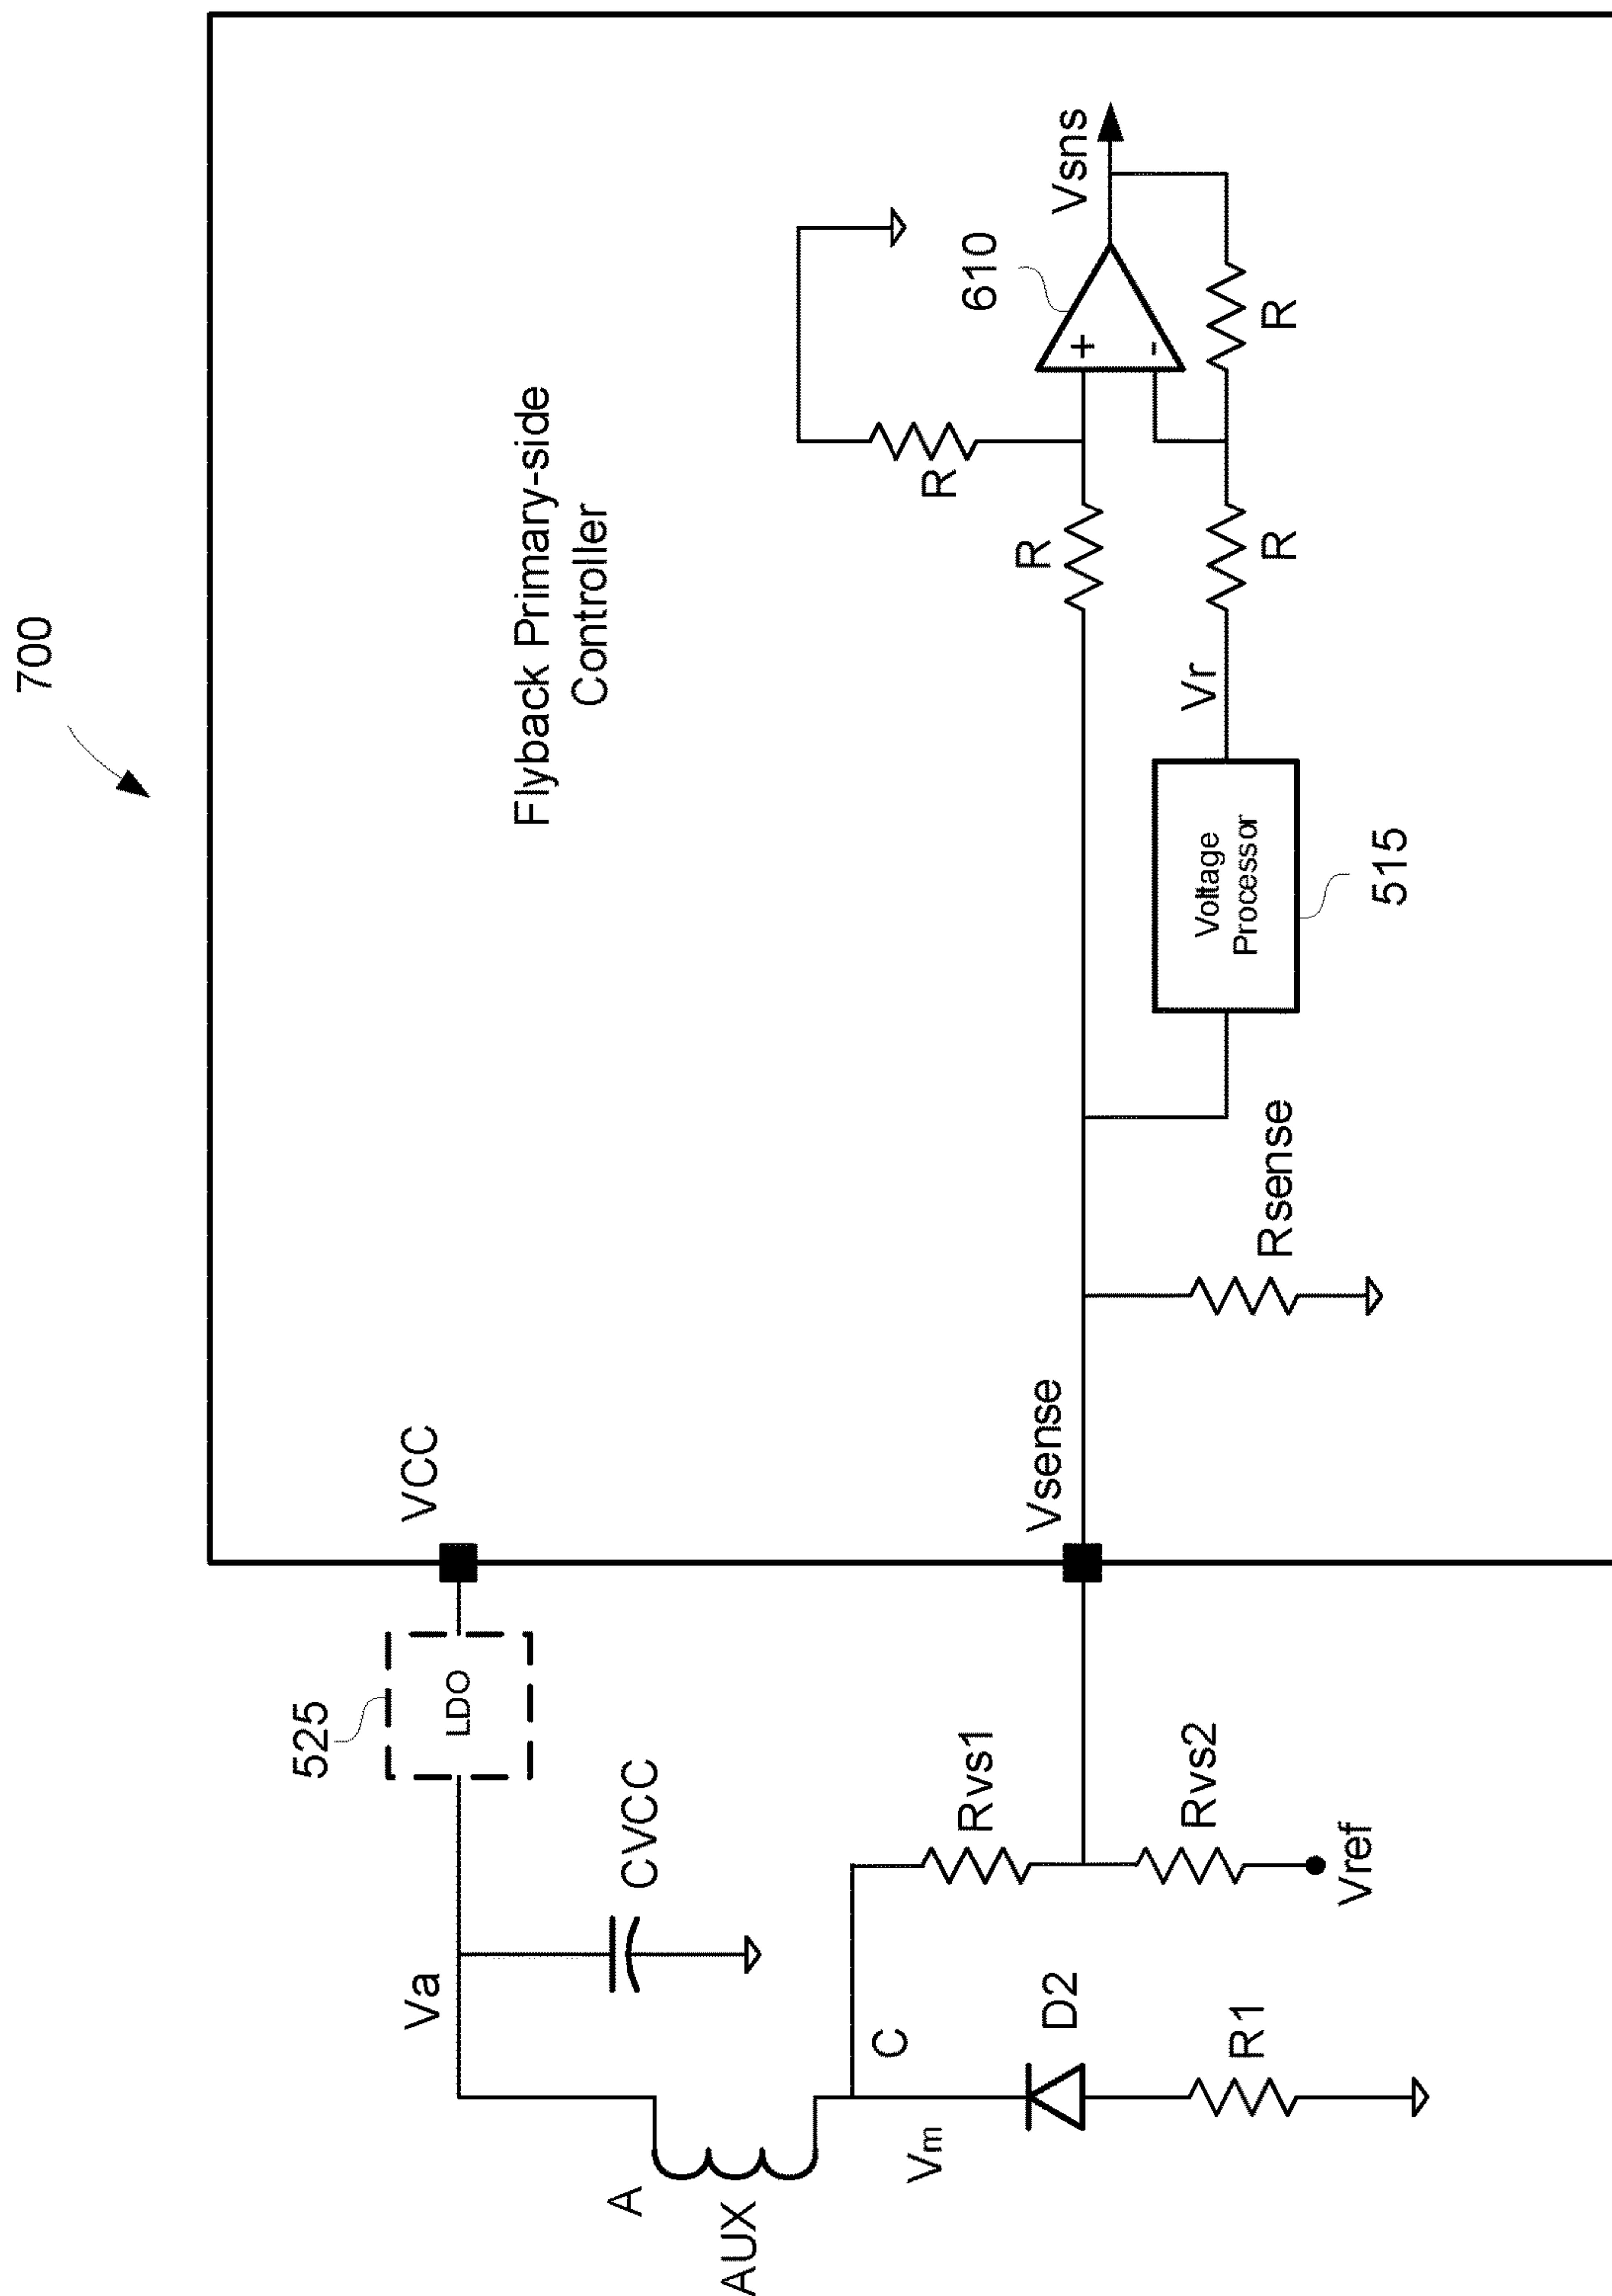 700
Flyback Primary-side
Controller
VCC
525
LDO
Va
CVCC
A
AUX
C
Vm
D2
R1
Rvs1
Rvs2
Vref
Vsense
Rsense
Voltage
Processor
515
Vr
R
R
R
R
610
+
-
Vsns